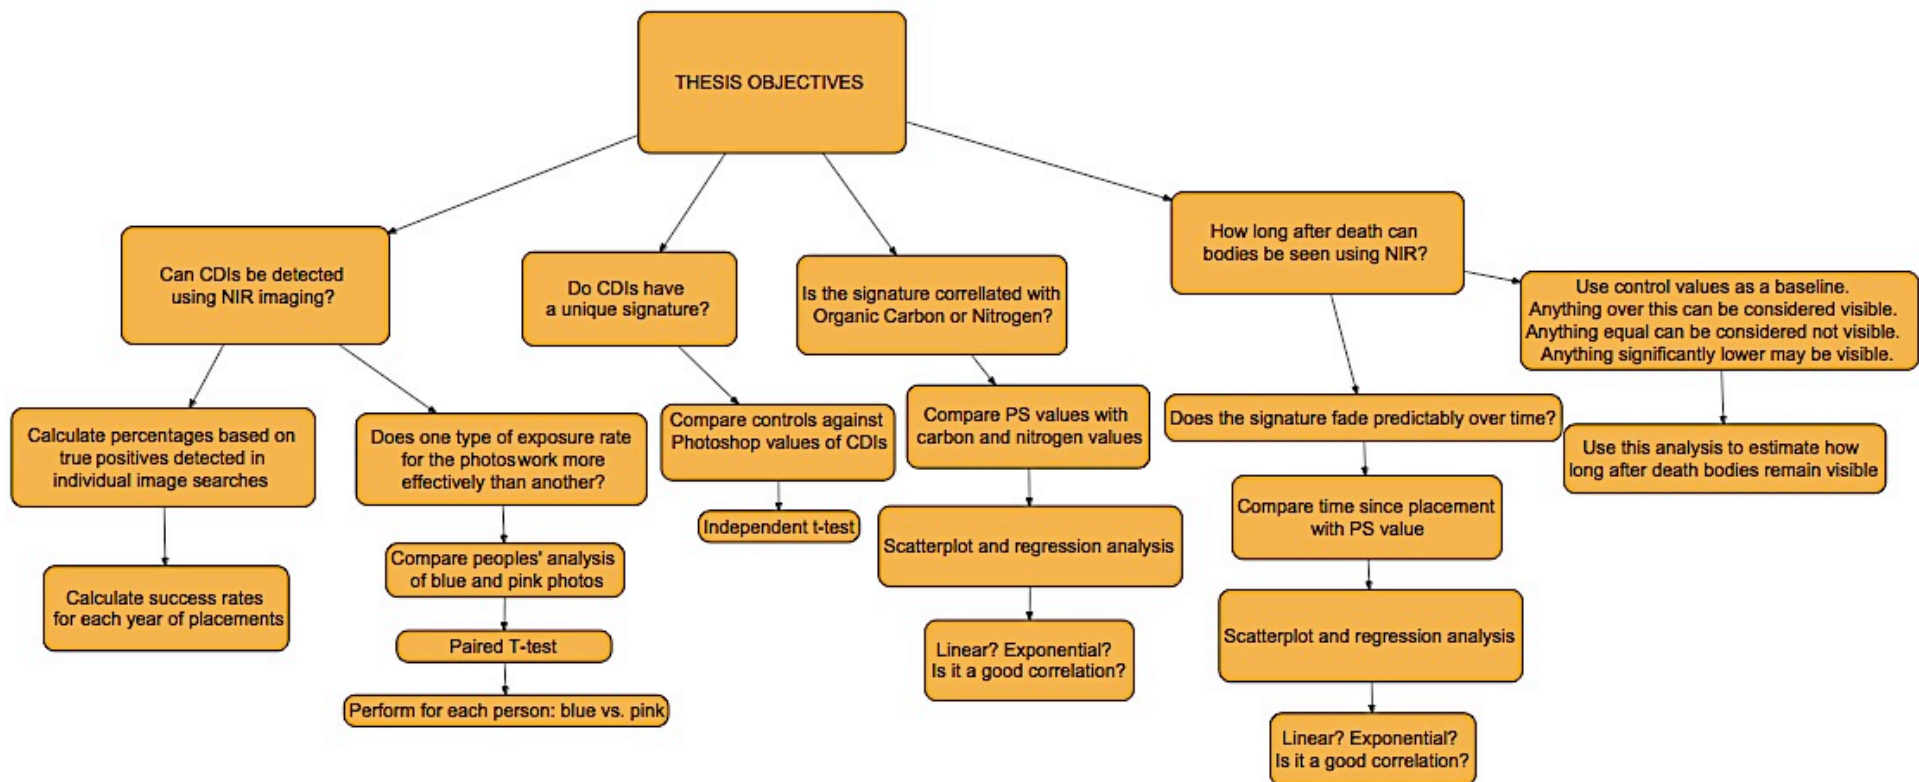 THESIS OBJECTIVES
Can CDIs be detected
using NIR imaging?
Calculate percentages based on
true positives detected in
individual image searches
Calculate success rates
for each year of placements
Does one type of exposure rate
for the photos work more
effectively than another?
Compare peoples' analysis
of blue and pink photos
Paired T-test
Perform for each person: blue vs. pink
Do CDIs have
a unique signature?
Compare controls against
Photoshop values of CDIs
Independent t-test
Is the signature correllated with
Organic Carbon or Nitrogen?
Compare PS values with
carbon and nitrogen values
Scatterplot and regression analysis
Linear? Exponential?
Is it a good correlation?
How long after death can
bodies be seen using NIR?
Does the signature fade predictably over time?
Compare time since placement
with PS value
Scatterplot and regression analysis
Linear? Exponential?
Is it a good correlation?
Use control values as a baseline.
Anything over this can be considered visible.
Anything equal can be considered not visible.
Anything significantly lower may be visible.
Use this analysis to estimate how
long after death bodies remain visible